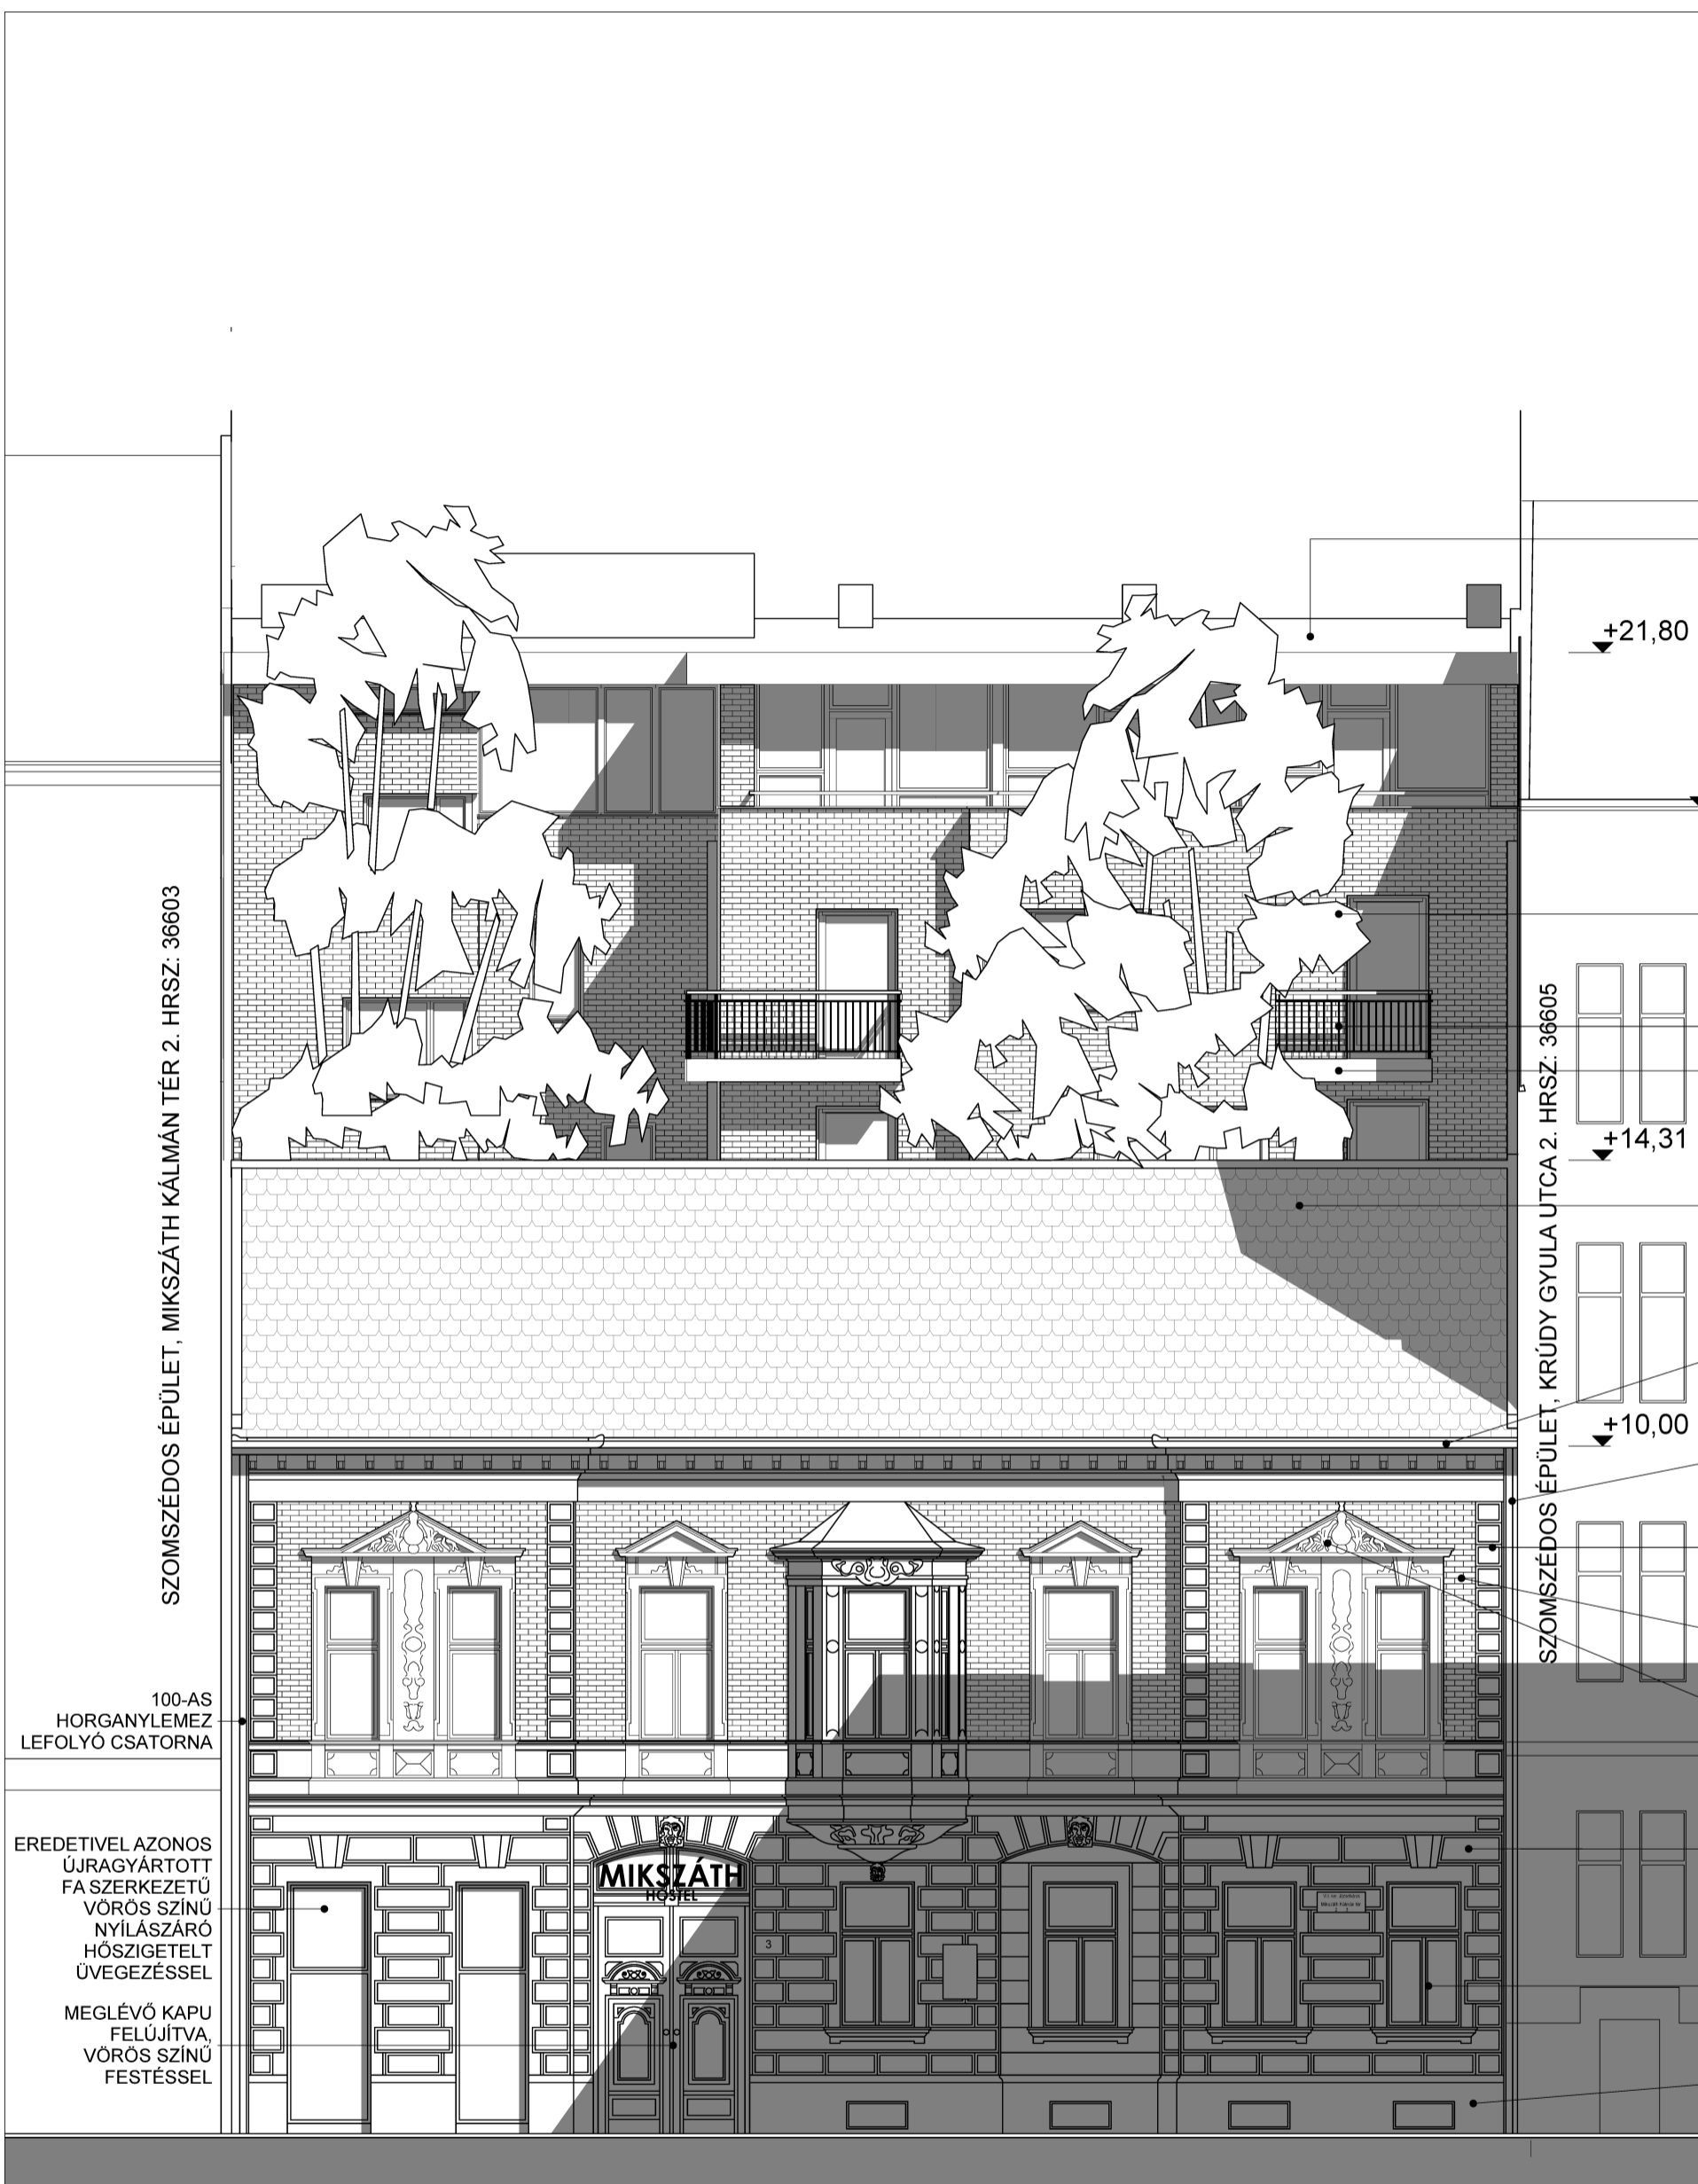 +21,80
SZOMSZÉDOS ÉPÜLET, MIKSZÁTH KÁLMÁN TÉR 2. HRSZ: 36603
SZOMSZÉDOS ÉPÜLET, KRÚDY GYULA UTCA 2. HRSZ: 36605
+14,31
+10,00
100-AS
HORGANYLEMEZ
LEFOLYÓ CSATORNA
EREDETIVEL AZONOS
ÚJRAGYÁRTOTT
FA SZERKEZETŰ
VÖRÖS SZÍNŰ
NYÍLÁSZÁRÓ
HŐSZIGETELT
ÜVEGEZÉSSEL
MEGLÉVŐ KAPU
FELÚJÍTVA,
VÖRÖS SZÍNŰ
FESTÉSSEL
MIKSZÁTH
HOSTEL
3